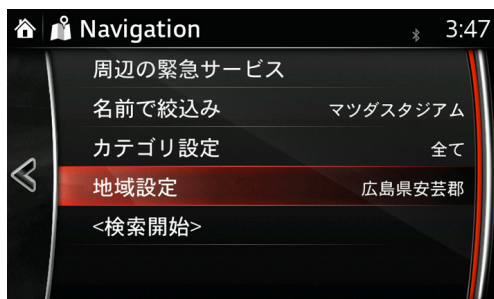 Navigation 3:47
周辺の緊急サービス
名前で絞込み マツダスタジアム
カテゴリ設定 全て
地域設定 広島県安芸郡
<検索開始>